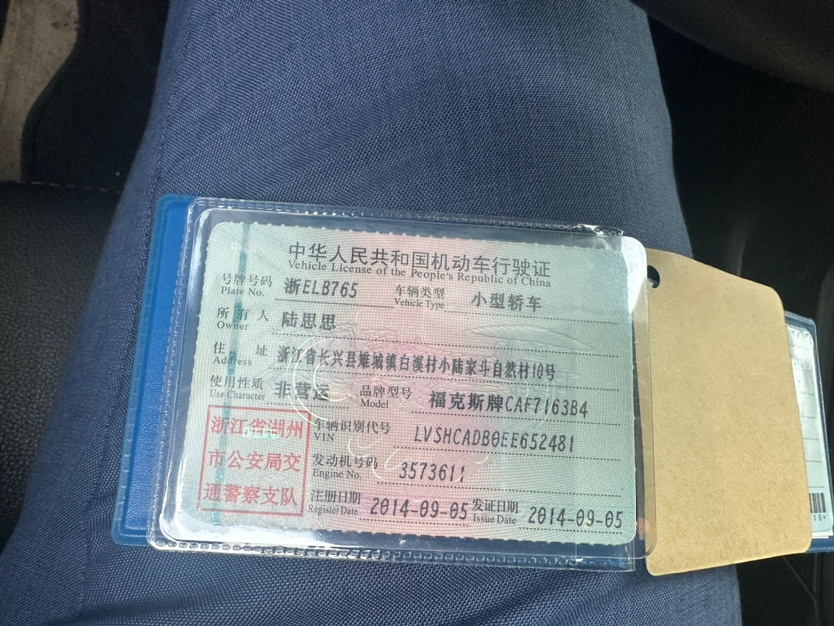 中华人民共和国机动车行驶证
Vehicle License of the People's Republic of China
号牌号码 浙ELB765 车辆类型 小型轿车
Plate No. Vehicle Type
所有人 陆思思
Owner
住址 浙江省长兴县雉城镇白溪村小陆家斗自然村10号
Address
使用性质 非营运 品牌型号 福克斯牌CAF7163B4
Use Character Model
浙江省湖州
市公安局交
通警察支队
车辆识别代号 LVSHCADB0EE652481
VIN
发动机号码 3573611
Engine No.
注册日期 2014-09-05 发证日期 2014-09-05
Register Date Issue Date